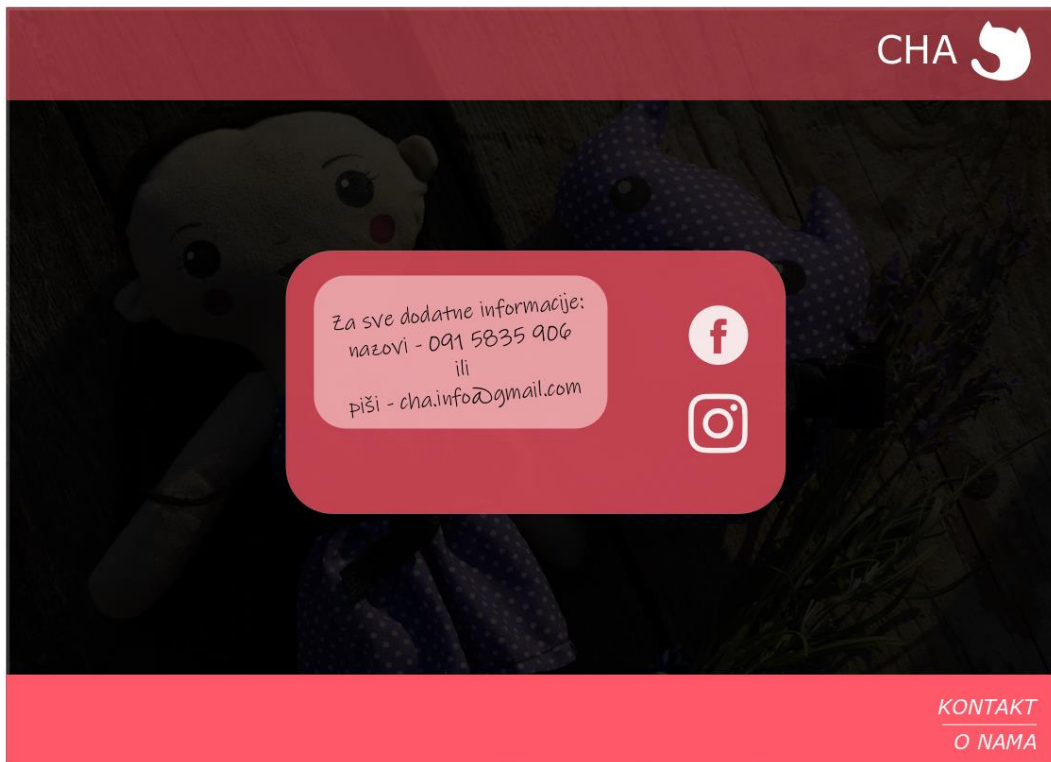 CHA
Za sve dodatne informacije:
nazovi - 091 5835 906
ili
piši - cha.info@gmail.com
KONTAKT
O NAMA